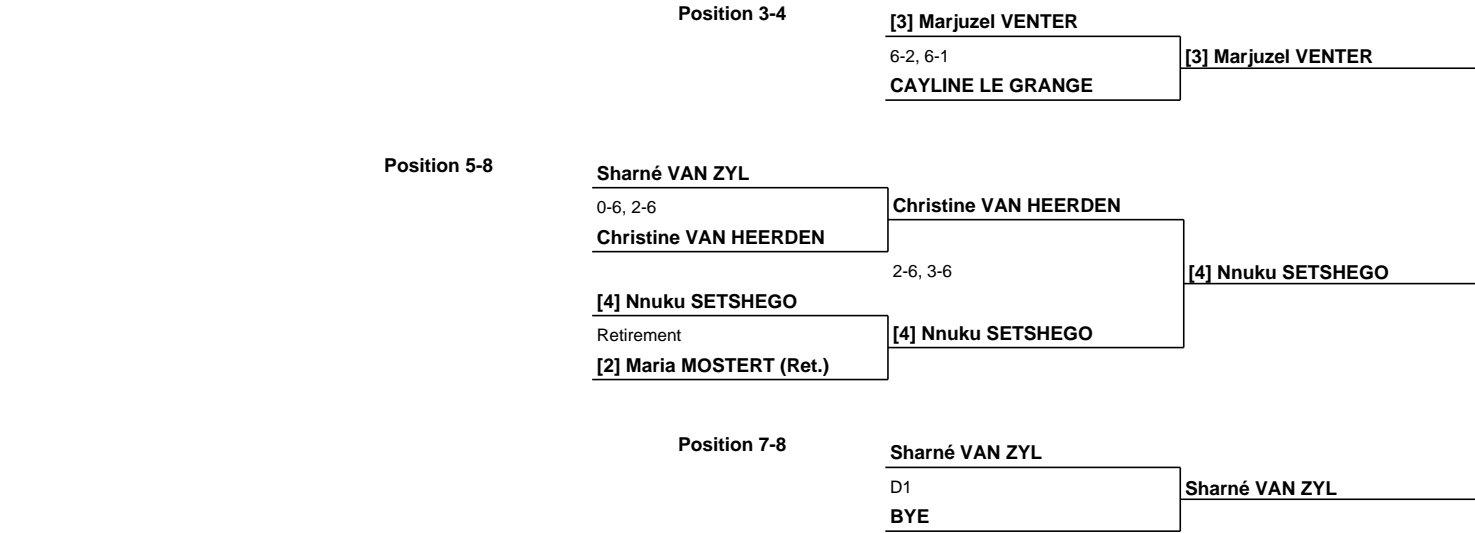 Position 3-4
[3] Marjuzel VENTER
6-2, 6-1
[3] Marjuzel VENTER
CAYLINE LE GRANGE
Position 5-8
Sharné VAN ZYL
0-6, 2-6
Christine VAN HEERDEN
Christine VAN HEERDEN
2-6, 3-6
[4] Nnuku SETSHEGO
[4] Nnuku SETSHEGO
Retirement
[4] Nnuku SETSHEGO
[2] Maria MOSTERT (Ret.)
Position 7-8
Sharné VAN ZYL
D1
Sharné VAN ZYL
BYE